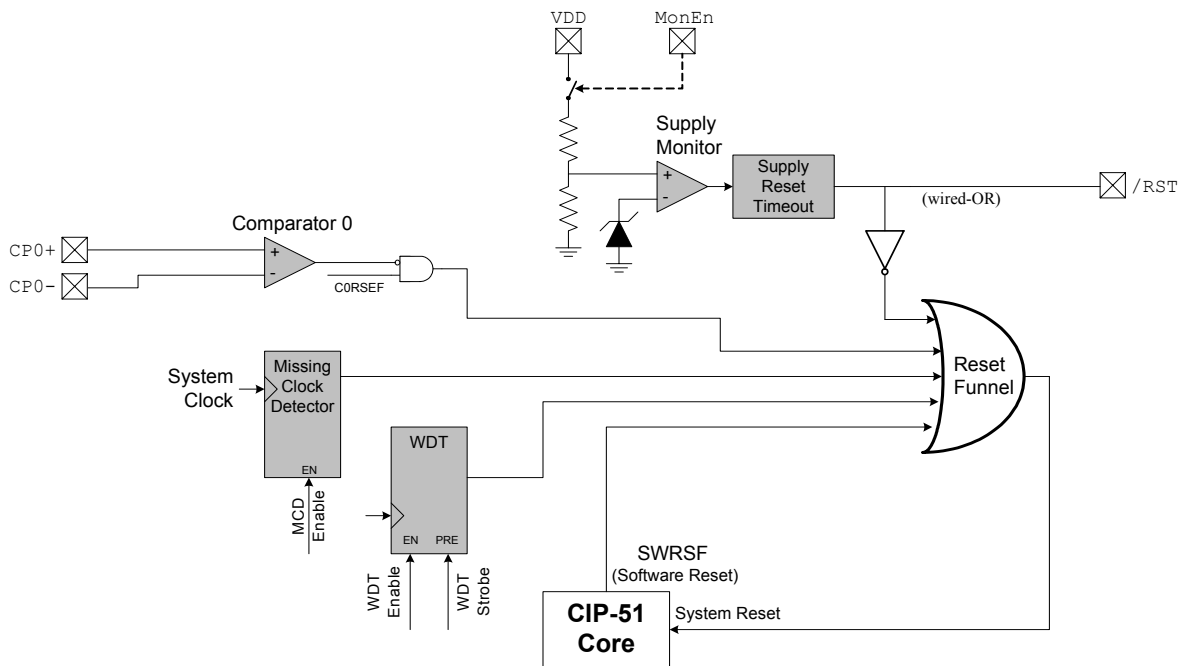 VDD
MonEn
Supply
Monitor
+
-
Supply
Reset
Timeout
(wired-OR)
/RST
Comparator 0
CP0+
CP0-
+
-
C0RSEF
System
Clock
Missing
Clock
Detector
EN
MCD
Enable
WDT
EN
PRE
WDT
Enable
WDT
Strobe
Reset
Funnel
SWRSF
(Software Reset)
CIP-51
Core
System Reset